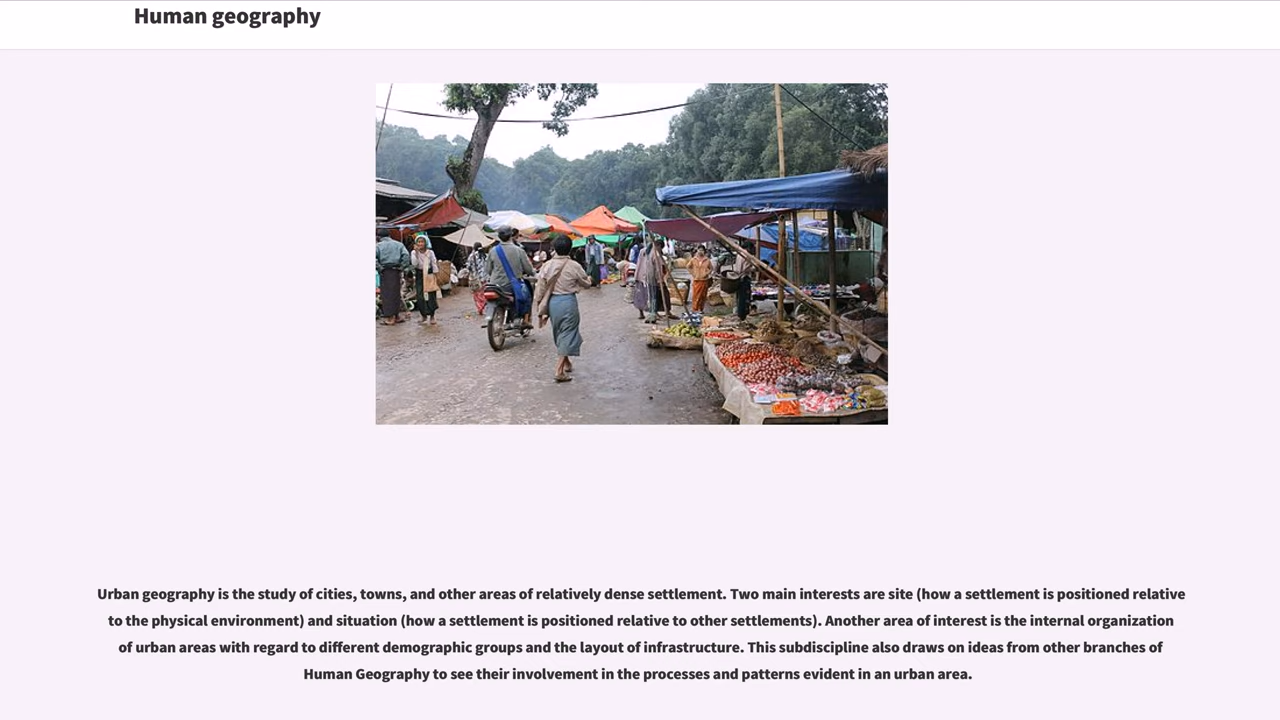 Human geography
Urban geography is the study of cities, towns, and other areas of relatively dense settlement. Two main interests are site (how a settlement is positioned relative
to the physical environment) and situation (how a settlement is positioned relative to other settlements). Another area of interest is the internal organization
of urban areas with regard to different demographic groups and the layout of infrastructure. This subdiscipline also draws on ideas from other branches of
Human Geography to see their involvement in the processes and patterns evident in an urban area.